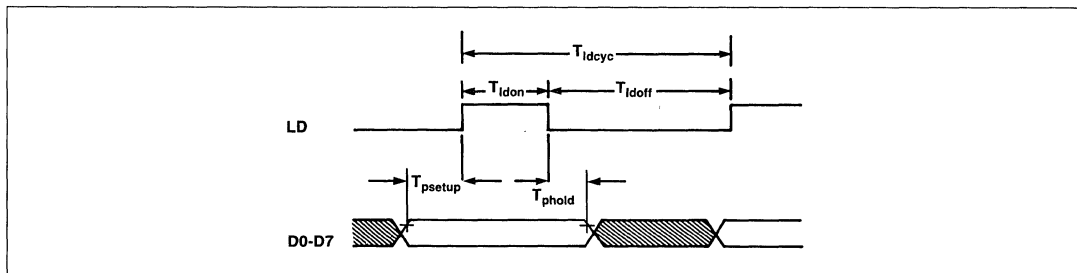 Tldcyc
Tldon
Tldoff
LD
Tpsetup
Tphold
D0-D7